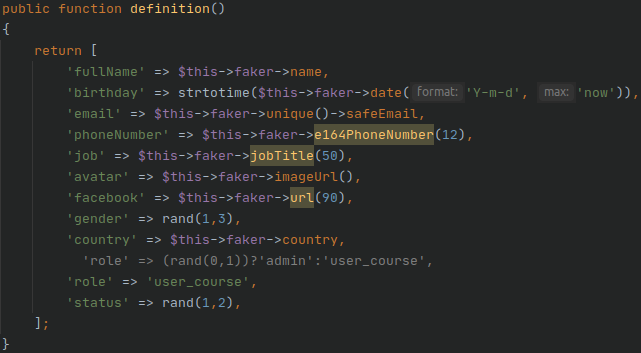 public function definition()
{
    return [
        'fullName' => $this->faker->name,
        'birthday' => strtotime($this->faker->date( format: 'Y-m-d', max: 'now')),
        'email' => $this->faker->unique()->safeEmail,
        'phoneNumber' => $this->faker->e164PhoneNumber(12),
        'job' => $this->faker->jobTitle(50),
        'avatar' => $this->faker->imageUrl(),
        'facebook' => $this->faker->url(90),
        'gender' => rand(1,3),
        'country' => $this->faker->country,
          'role' => (rand(0,1))?'admin':'user_course',
        'role' => 'user_course',
        'status' => rand(1,2),
    ];
}